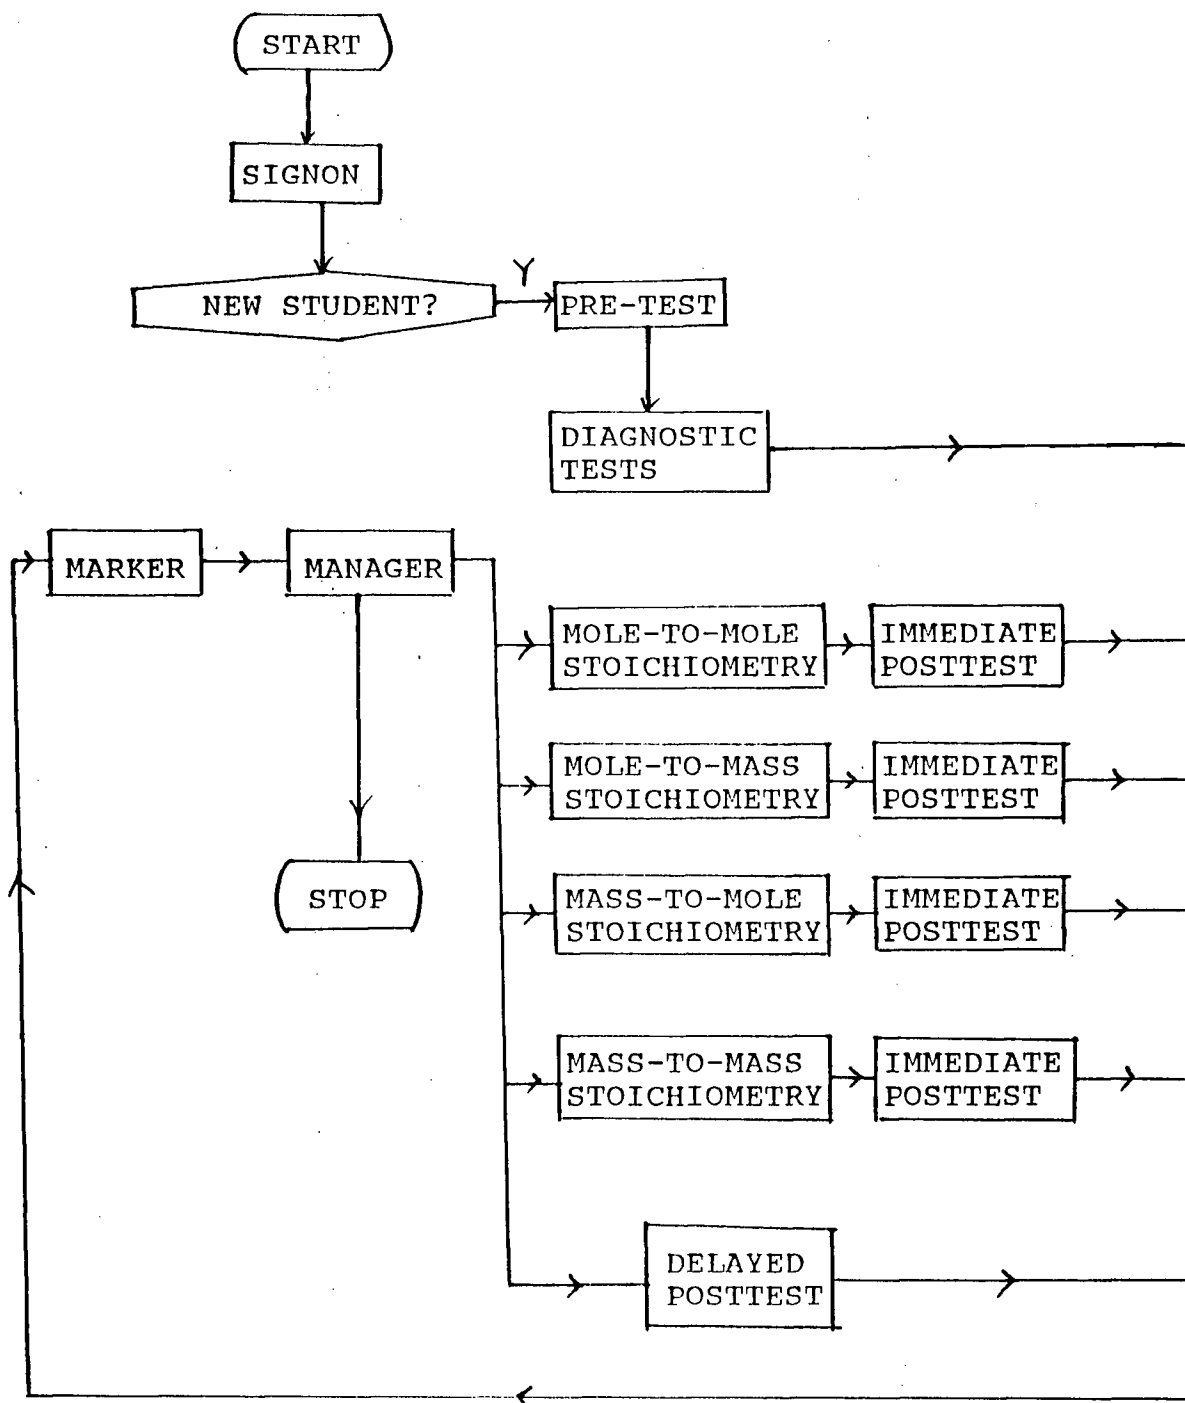 START
SIGNON
Y
NEW STUDENT?
PRE-TEST
DIAGNOSTIC
TESTS
MARKER
MANAGER
MOLE-TO-MOLE
STOICHIOMETRY
IMMEDIATE
POSTTEST
MOLE-TO-MASS
STOICHIOMETRY
IMMEDIATE
POSTTEST
STOP
MASS-TO-MOLE
STOICHIOMETRY
IMMEDIATE
POSTTEST
MASS-TO-MASS
STOICHIOMETRY
IMMEDIATE
POSTTEST
DELAYED
POSTTEST